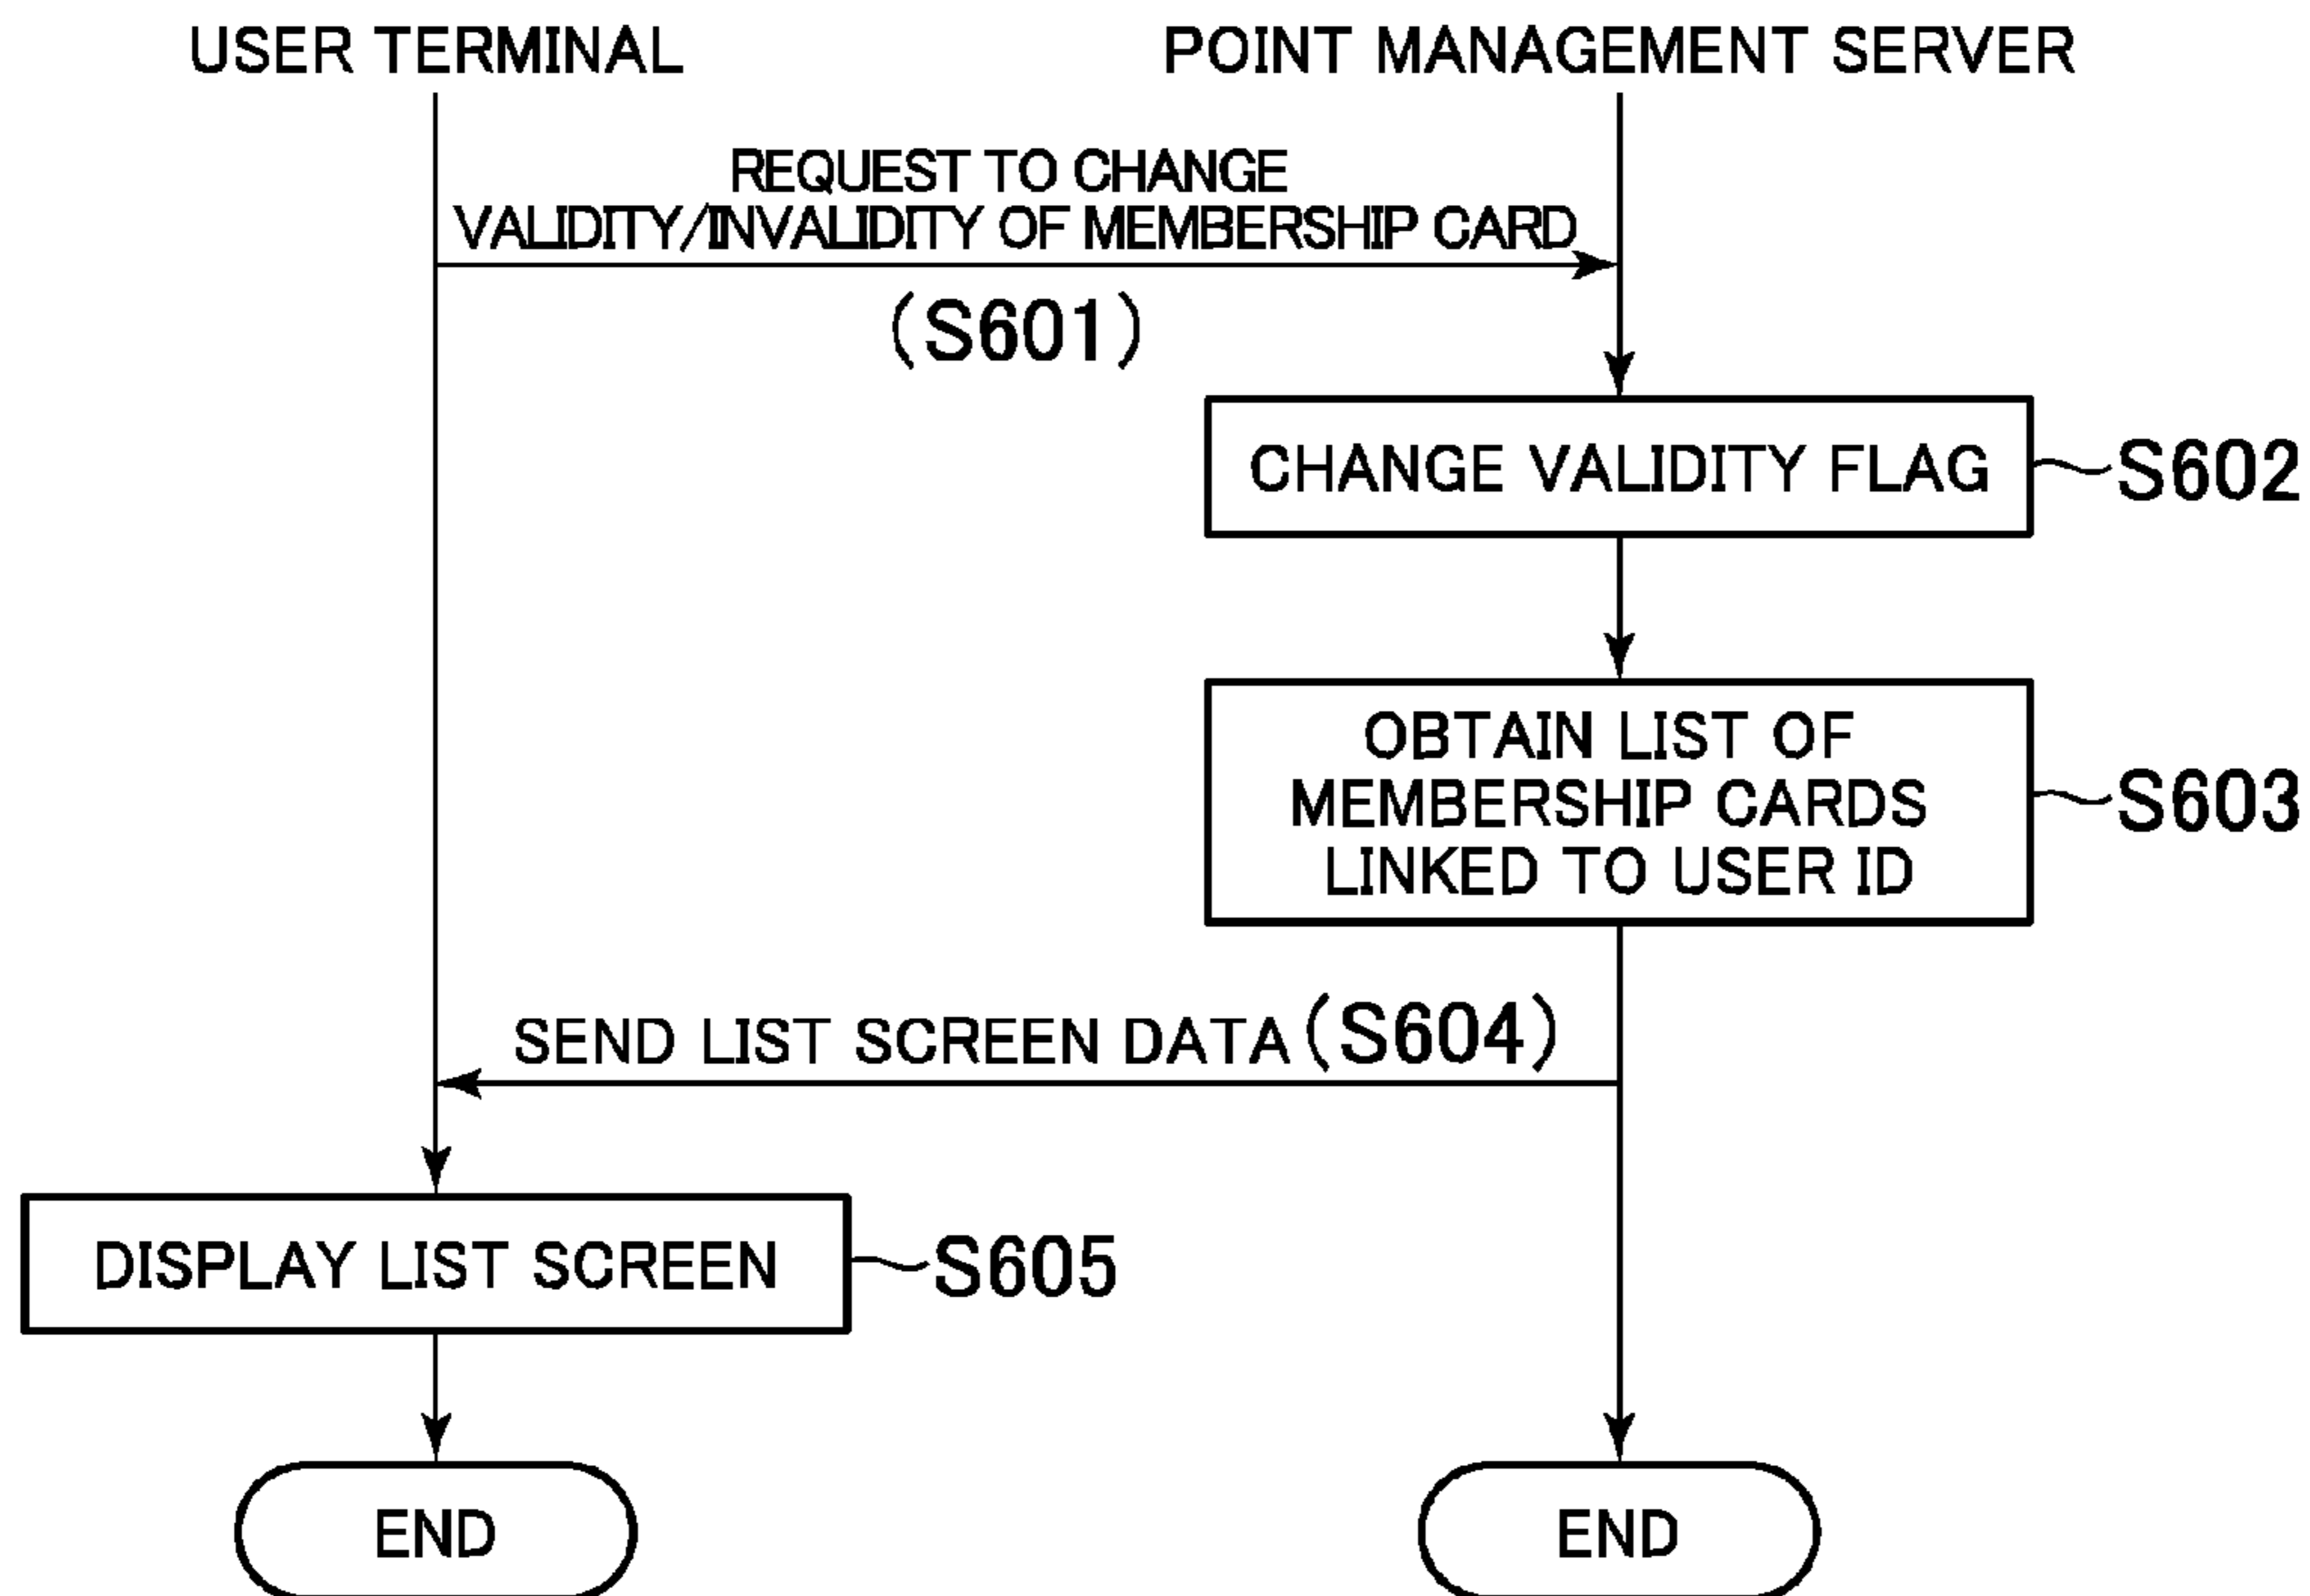 USER TERMINAL
POINT MANAGEMENT SERVER
REQUEST TO CHANGE
VALIDITY/INVALIDITY OF MEMBERSHIP CARD
(S601)
CHANGE VALIDITY FLAG
S602
OBTAIN LIST OF
MEMBERSHIP CARDS
LINKED TO USER ID
S603
SEND LIST SCREEN DATA (S604)
DISPLAY LIST SCREEN
S605
END
END